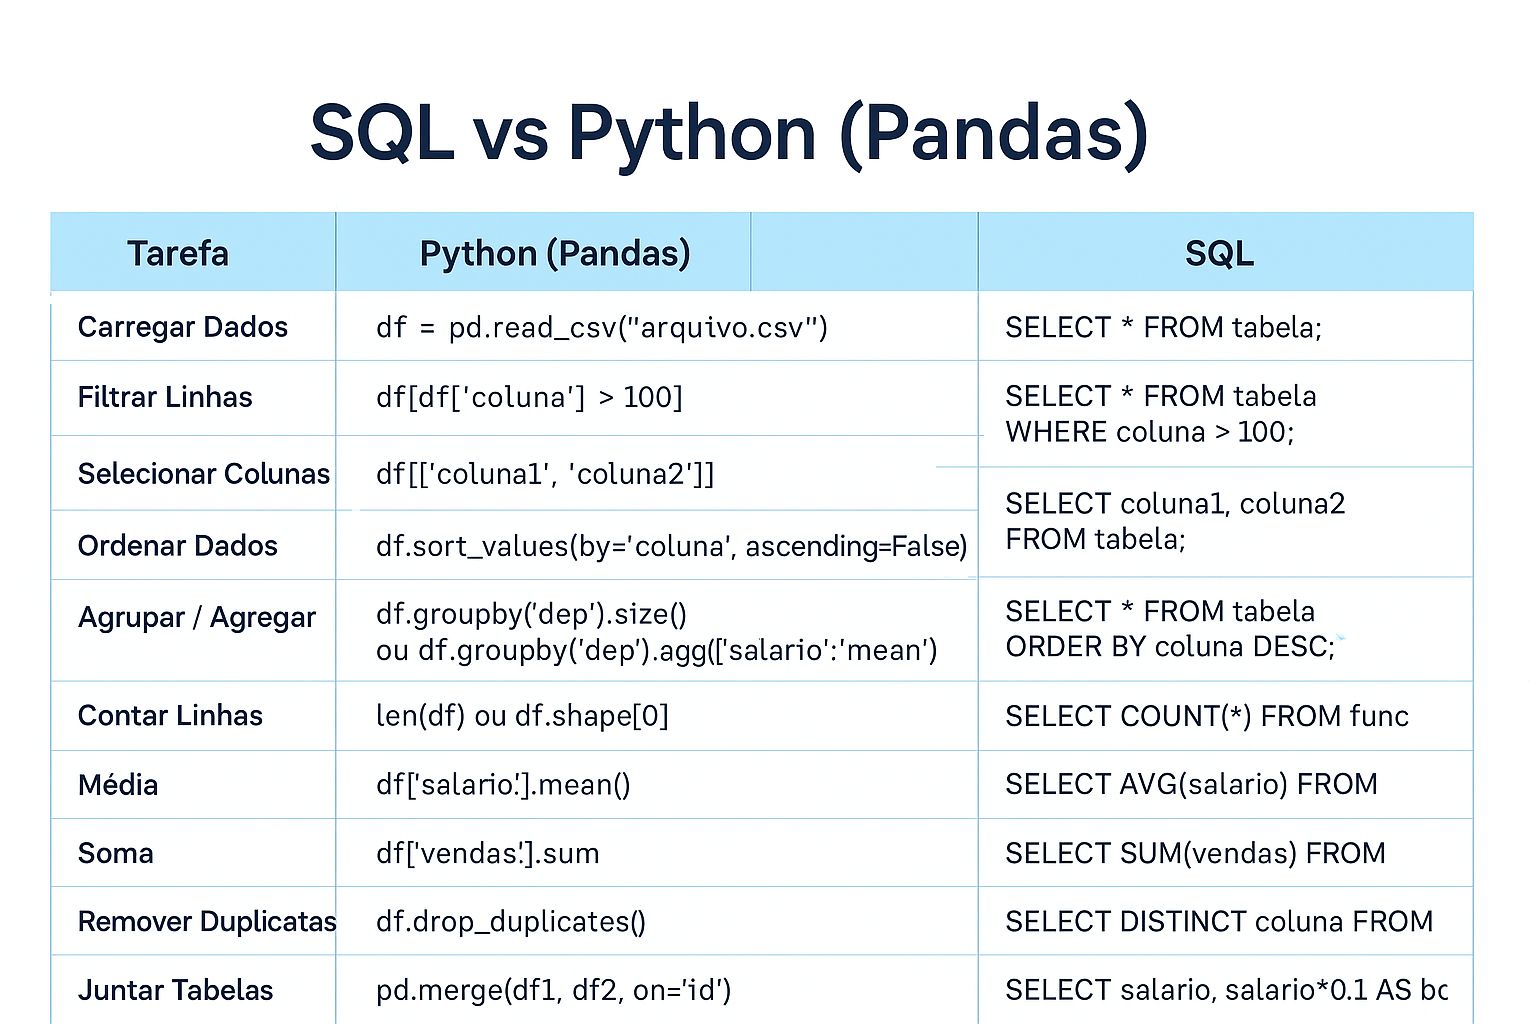 SQL vs Python (Pandas)
Tarefa Python (Pandas) SQL
Carregar Dados df = pd.read_csv("arquivo.csv") SELECT * FROM tabela;
Filtrar Linhas df[df['coluna'] > 100] SELECT * FROM tabela
WHERE coluna > 100;
Selecionar Colunas df[['coluna1', 'coluna2']] SELECT coluna1, coluna2
FROM tabela;
Ordenar Dados df.sort_values(by='coluna', ascending=False)
Agrupar / Agregar df.groupby('dep').size() SELECT * FROM tabela
ou df.groupby('dep').agg(['salario':'mean') ORDER BY coluna DESC;
Contar Linhas len(df) ou df.shape[0] SELECT COUNT(*) FROM func
Média df['salario'.].mean() SELECT AVG(salario) FROM
Soma df['vendas'.].sum SELECT SUM(vendas) FROM
Remover Duplicatas df.drop_duplicates() SELECT DISTINCT coluna FROM
Juntar Tabelas pd.merge(df1, df2, on='id') SELECT salario, salario*0.1 AS